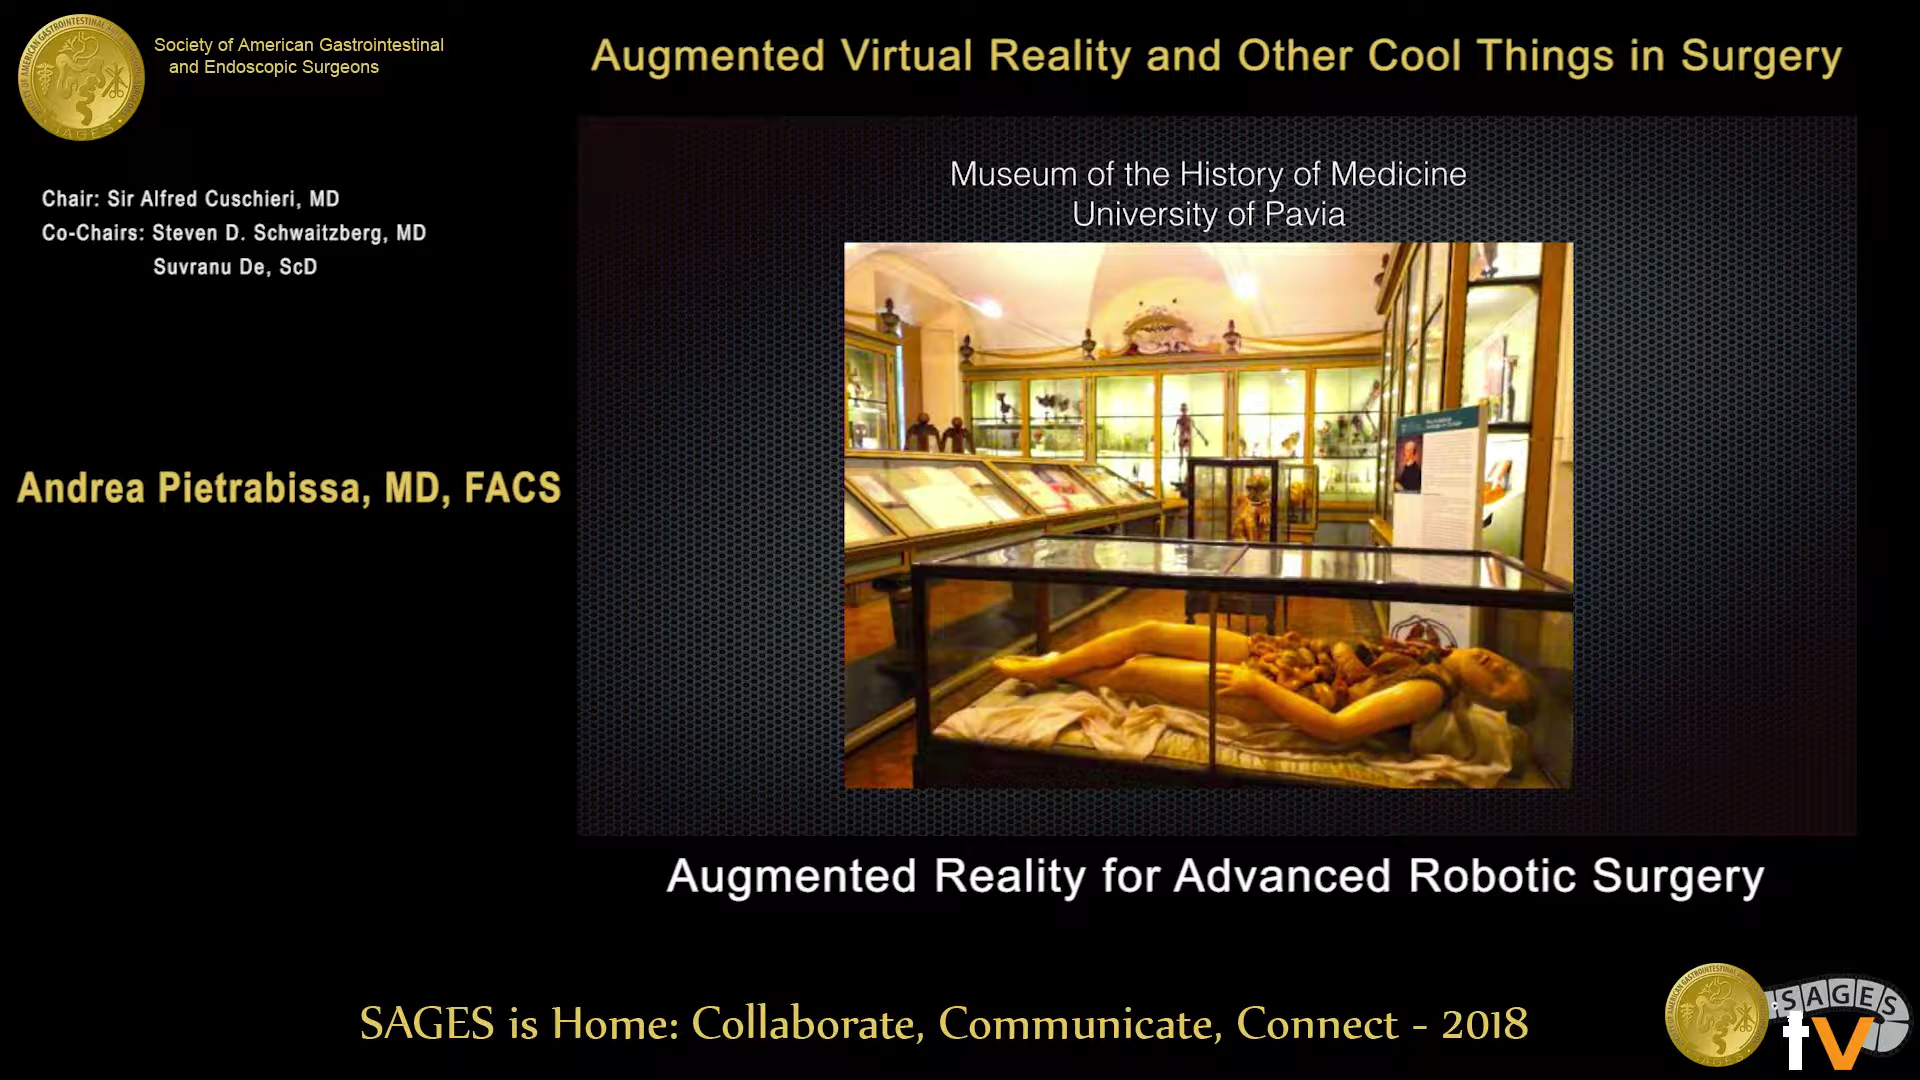 Society of American Gastrointestinal
and Endoscopic Surgeons
Augmented Virtual Reality and Other Cool Things in Surgery
Chair: Sir Alfred Cuschieri, MD
Co-Chairs: Steven D. Schwaitzberg, MD
Suvranu De, ScD
Museum of the History of Medicine
University of Pavia
Andrea Pietrabissa, MD, FACS
Augmented Reality for Advanced Robotic Surgery
SAGES is Home: Collaborate, Communicate, Connect - 2018
SAGES
tv